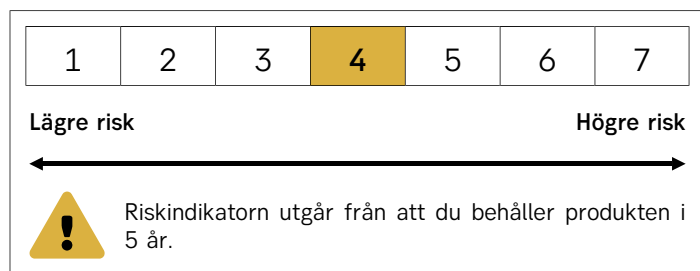 1 2 3 4 5 6 7
Lägre risk Högre risk
Riskindikatorn utgår från att du behåller produkten i
5 år.